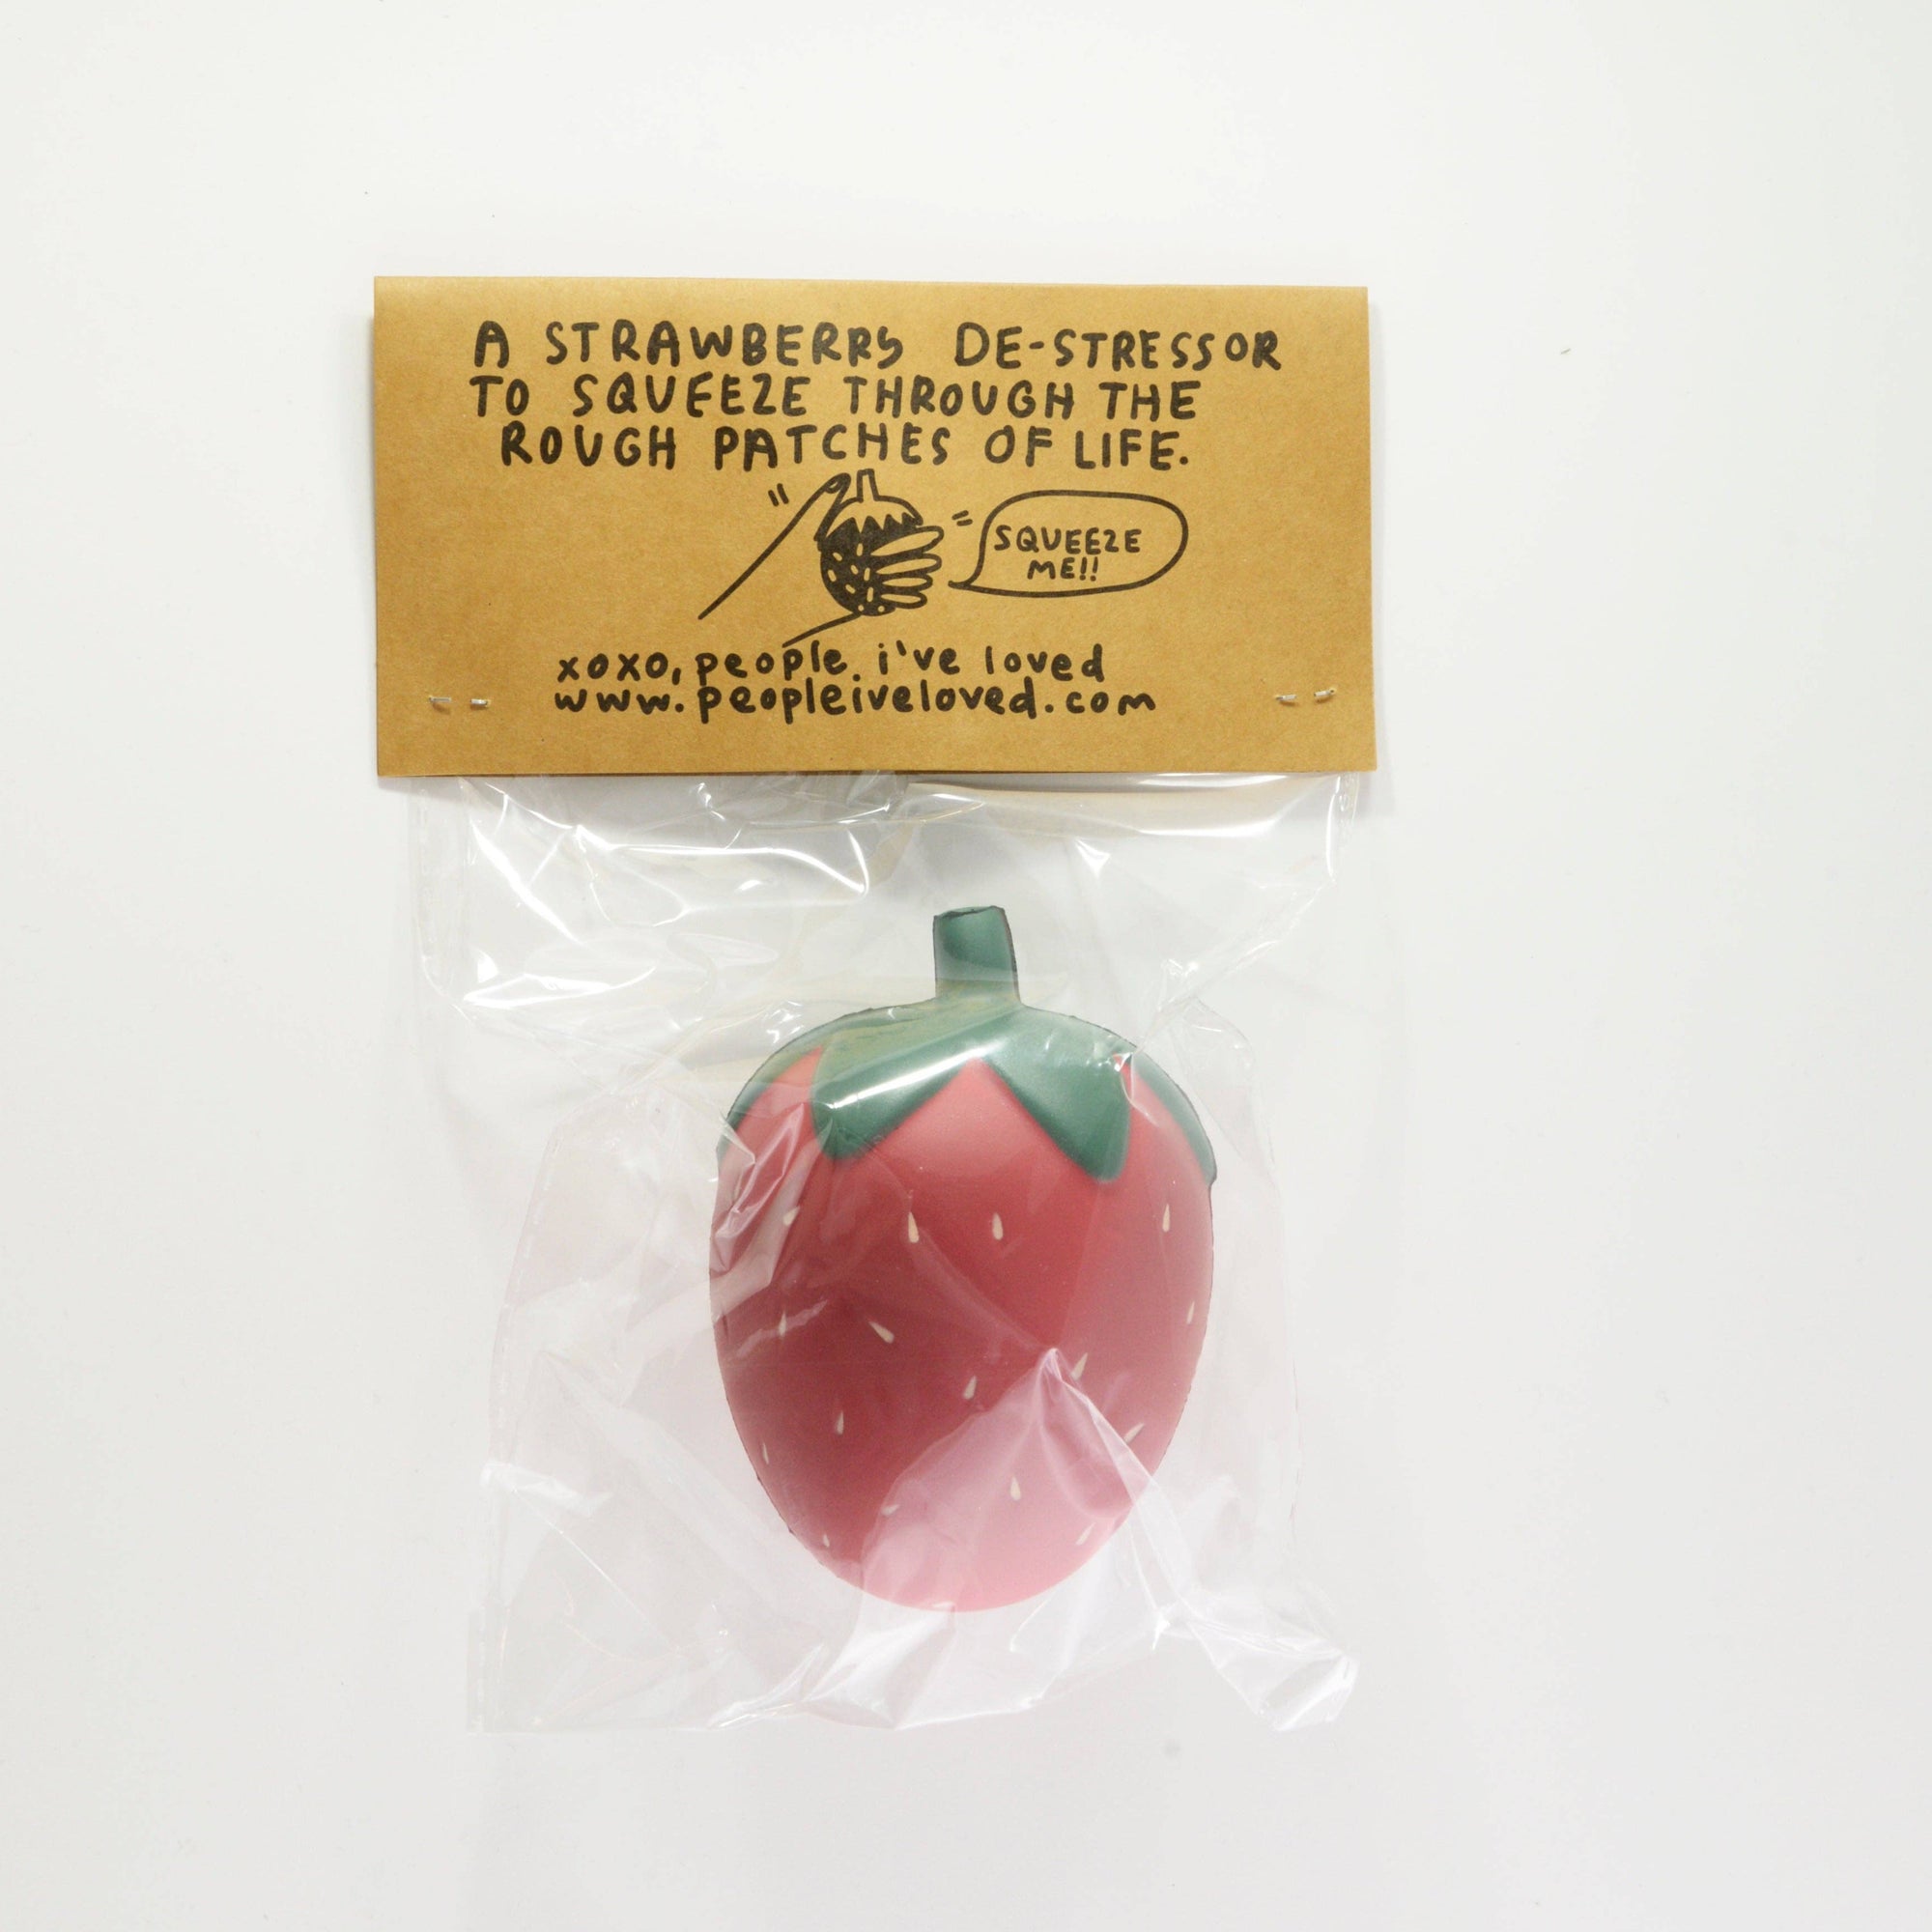 A STRAWBERRY DE-STRESSOR
TO SQUEEZE THROUGH THE
ROUGH PATCHES OF LIFE.
SQUEEZE
ME!!
xoxo, people i've loved
www.peopleiveloved.com